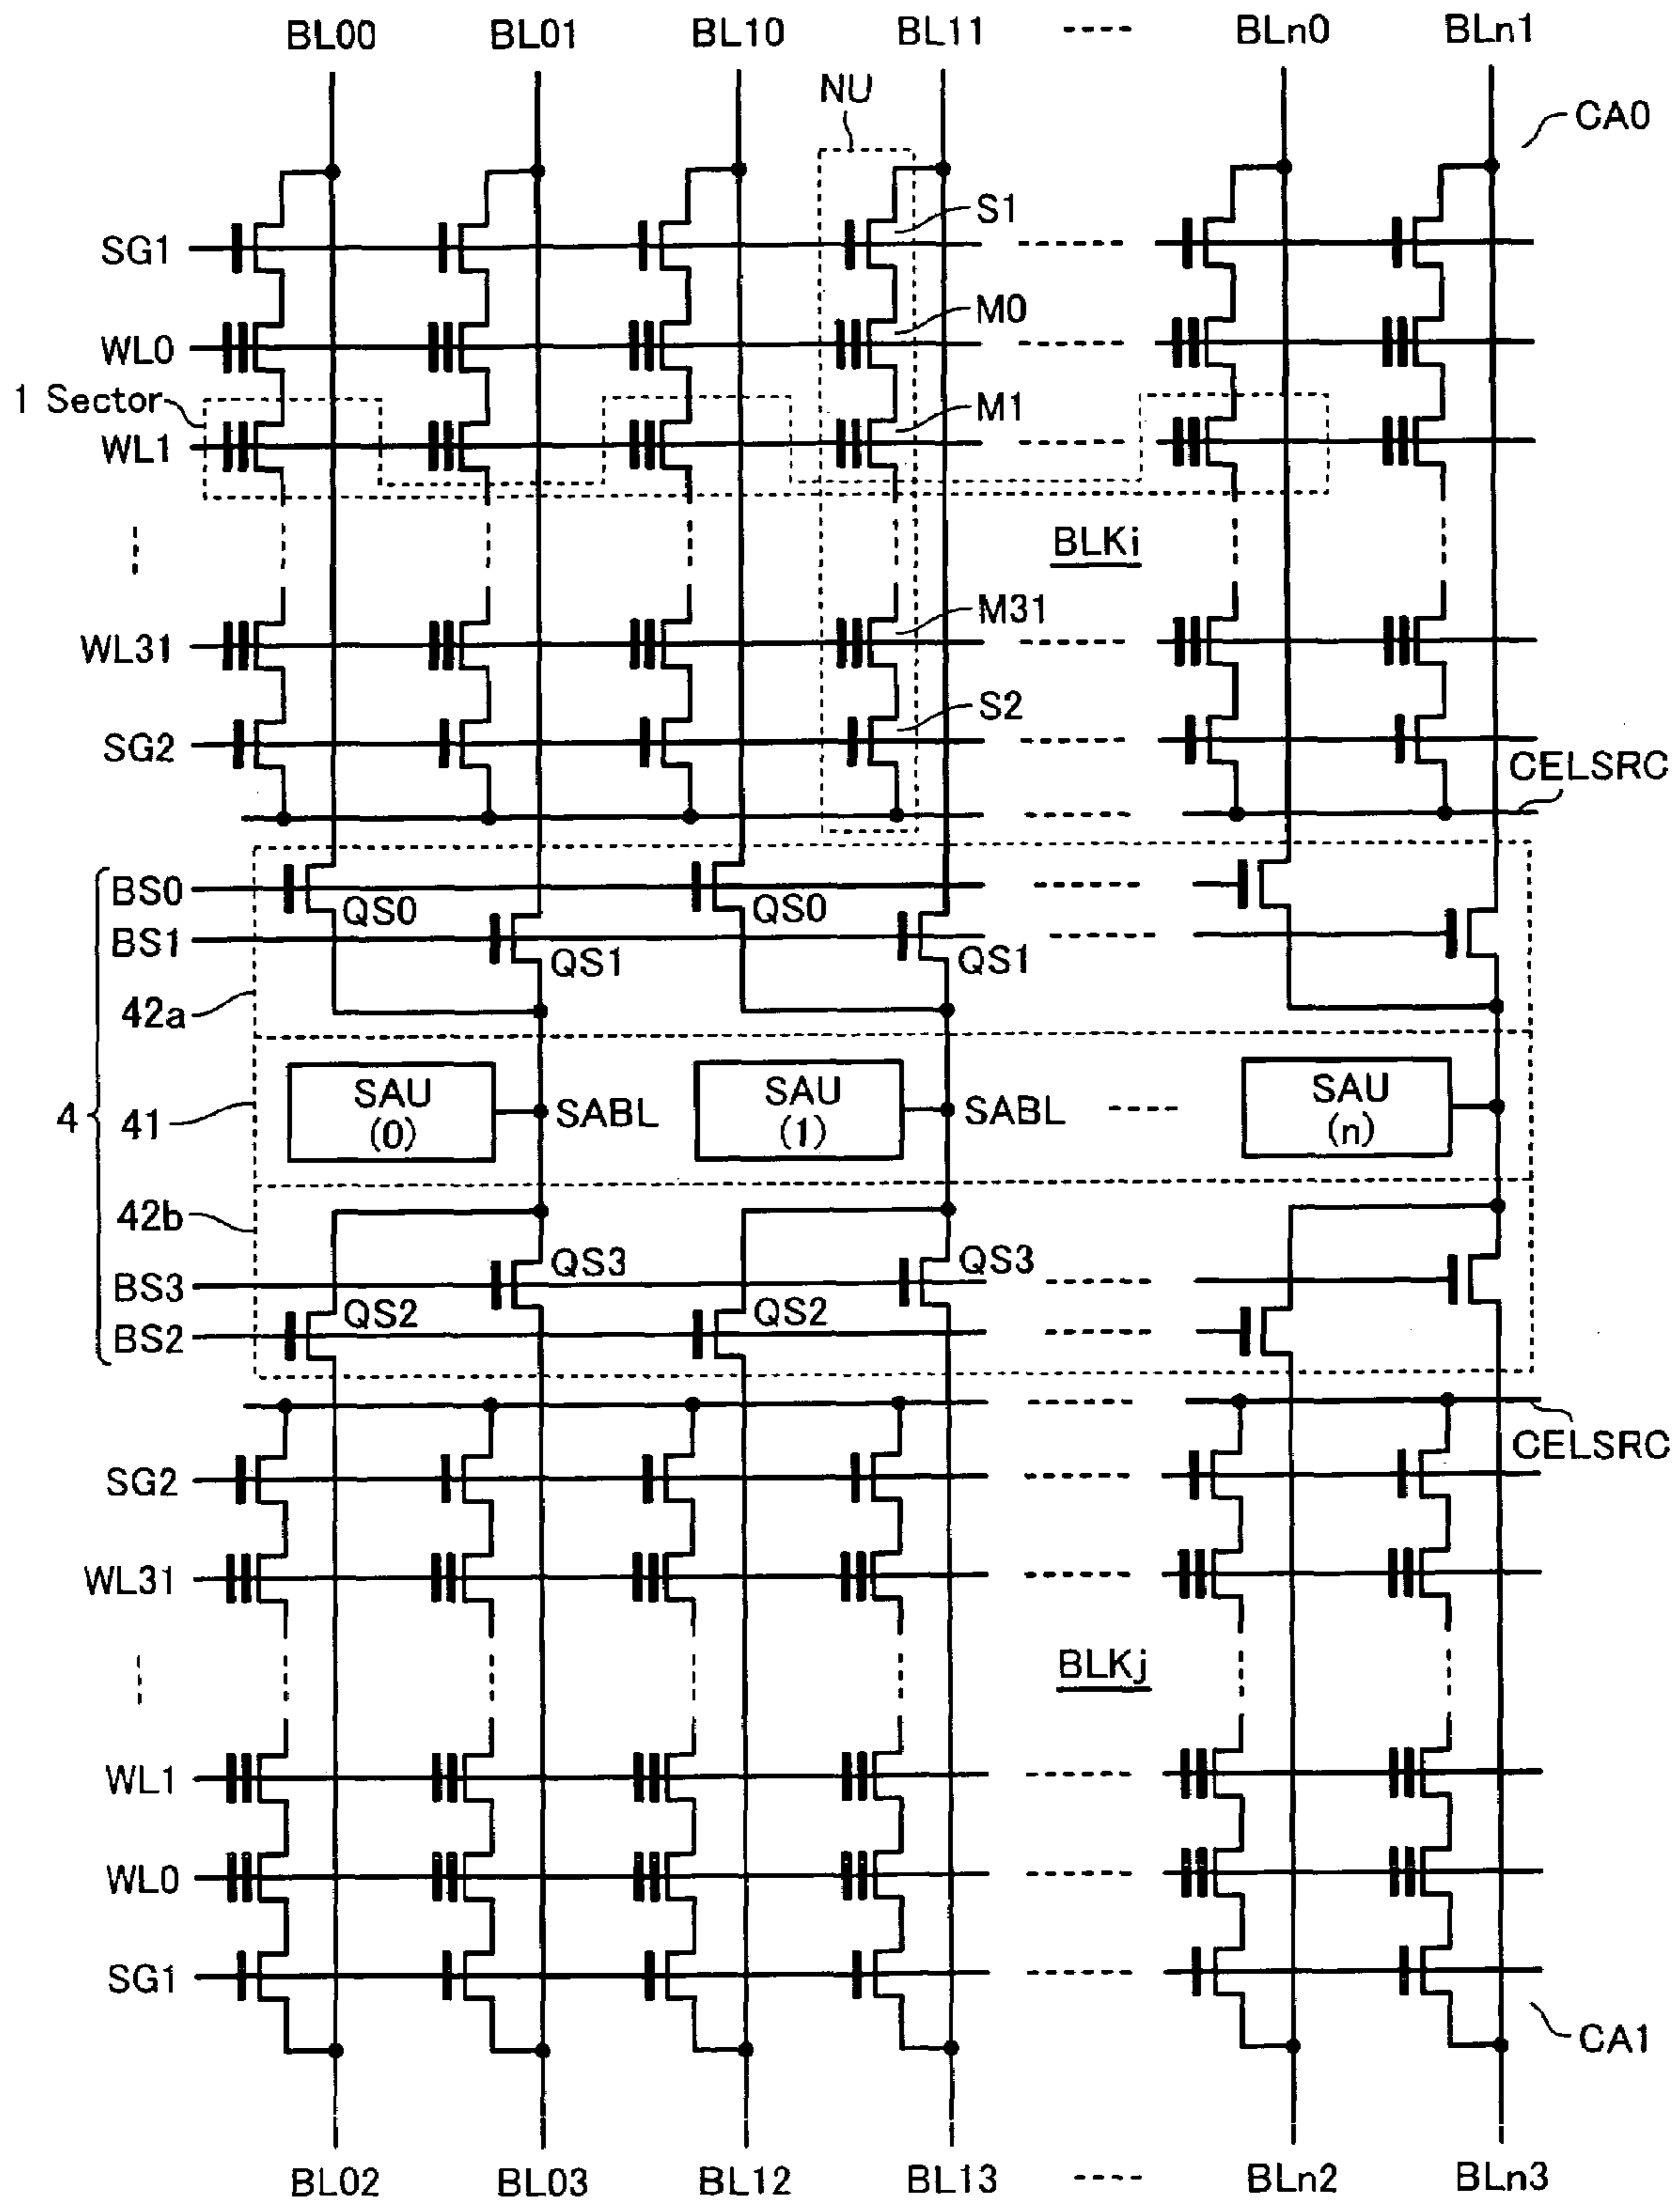 BL00 BL01 BL10 BL11 BLn0 BLn1
NU
CA0
SG1 S1
WL0 M0
1 Sector
WL1 M1
BLKi
WL31 M31
SG2 S2
CELSRC
BS0 QS0 QS0
BS1 QS1 QS1
42a
4 41 SAU (0) SABL SAU (1) SABL SAU (n)
42b
BS3 QS3 QS3
BS2 QS2 QS2
CELSRC
SG2
WL31
BLKj
WL1
WL0
SG1
CA1
BL02 BL03 BL12 BL13 BLn2 BLn3